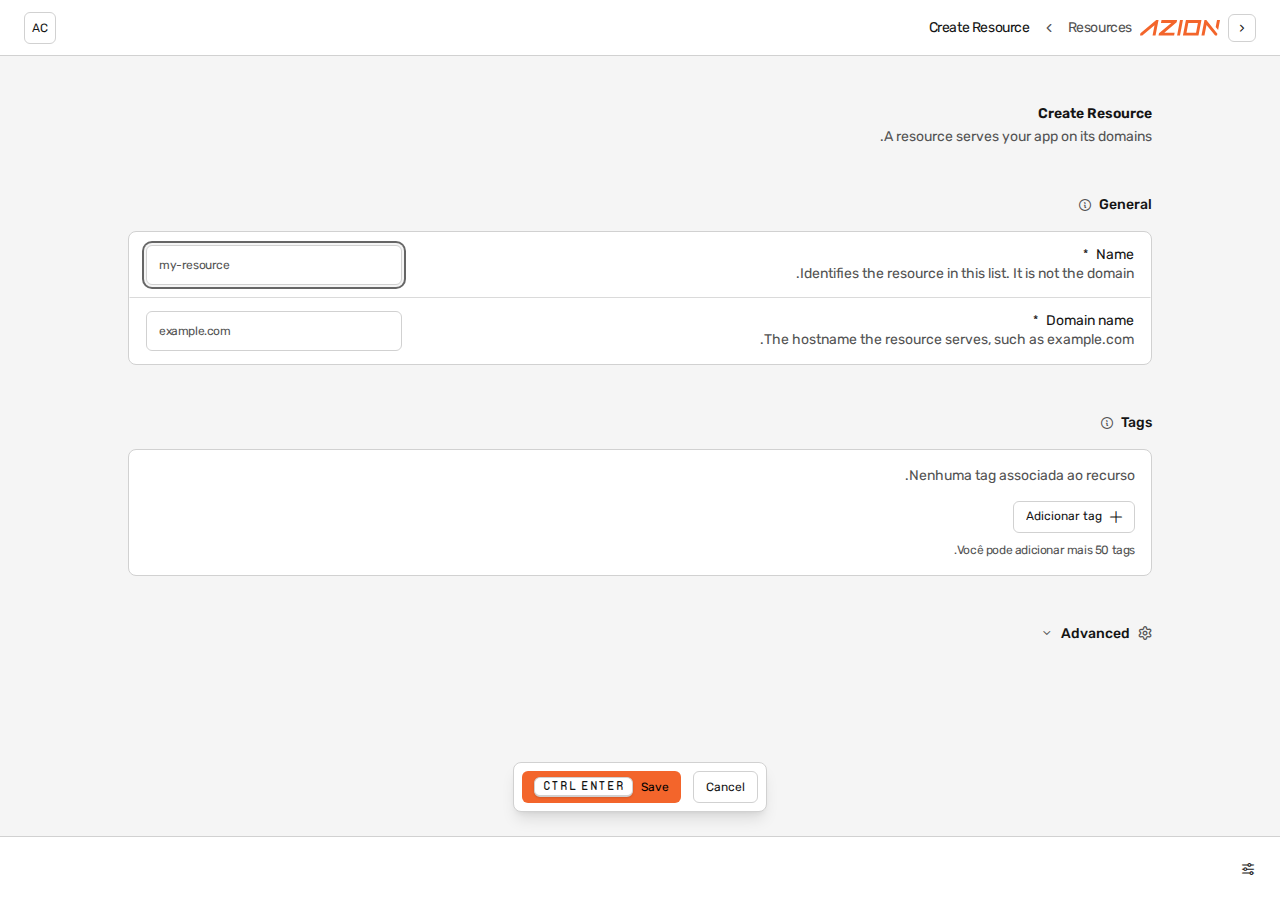 AC
AZION
Resources
Create Resource
Create Resource
.A resource serves your app on its domains
General
Name *
.Identifies the resource in this list. It is not the domain
my-resource
Domain name *
.The hostname the resource serves, such as example.com
example.com
Tags
.Nenhuma tag associada ao recurso
Adicionar tag
.Você pode adicionar mais 50 tags
Advanced
CTRL ENTER Save
Cancel